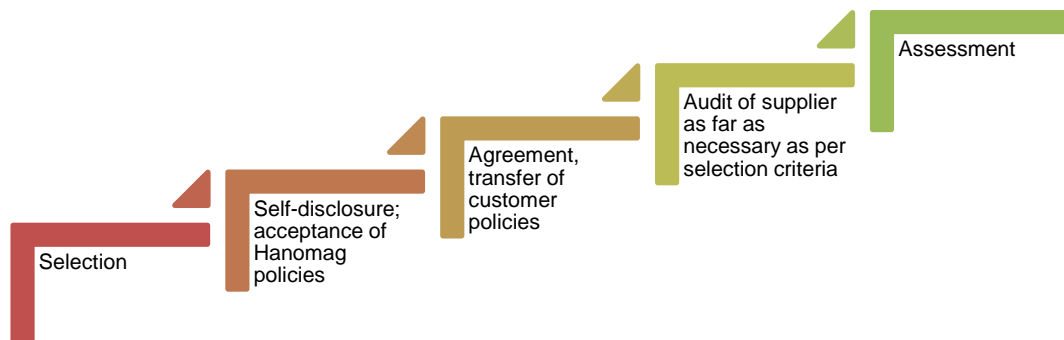 Selection
Self-disclosure;
acceptance of
Hanomag
policies
Agreement,
transfer of
customer
policies
Audit of supplier
as far as
necessary as per
selection criteria
Assessment